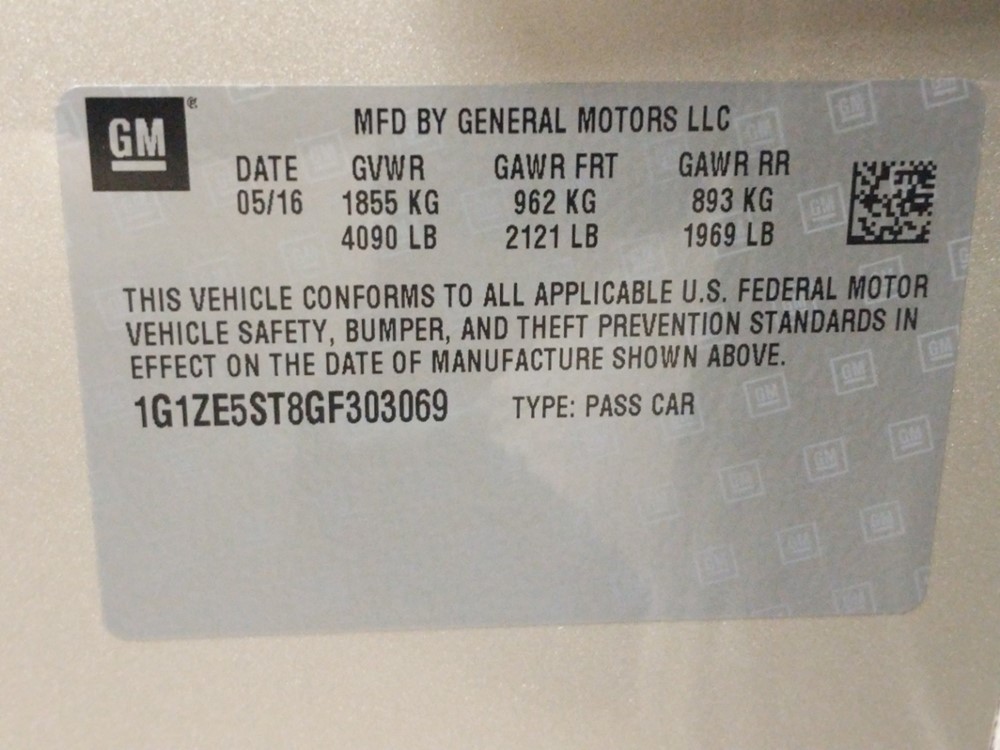 GM
MFD BY GENERAL MOTORS LLC
DATE GVWR GAWR FRT GAWR RR
05/16 1855 KG 962 KG 893 KG
4090 LB 2121 LB 1969 LB
THIS VEHICLE CONFORMS TO ALL APPLICABLE U.S. FEDERAL MOTOR
VEHICLE SAFETY, BUMPER, AND THEFT PREVENTION STANDARDS IN
EFFECT ON THE DATE OF MANUFACTURE SHOWN ABOVE.
1G1ZE5ST8GF303069 TYPE: PASS CAR